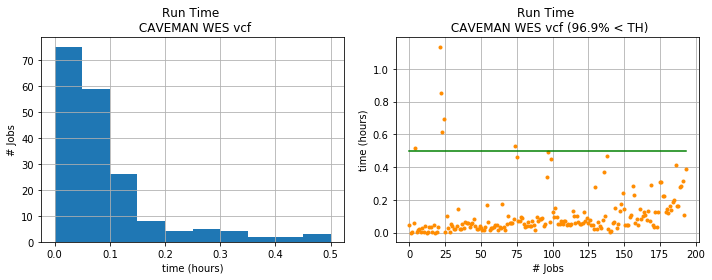 Run Time
CAVEMAN WES vcf
# Jobs
70
60
50
40
30
20
10
0
0.0 0.1 0.2 0.3 0.4 0.5
time (hours)
Run Time
CAVEMAN WES vcf (96.9% < TH)
time (hours)
1.0
0.8
0.6
0.4
0.2
0.0
0 25 50 75 100 125 150 175 200
# Jobs